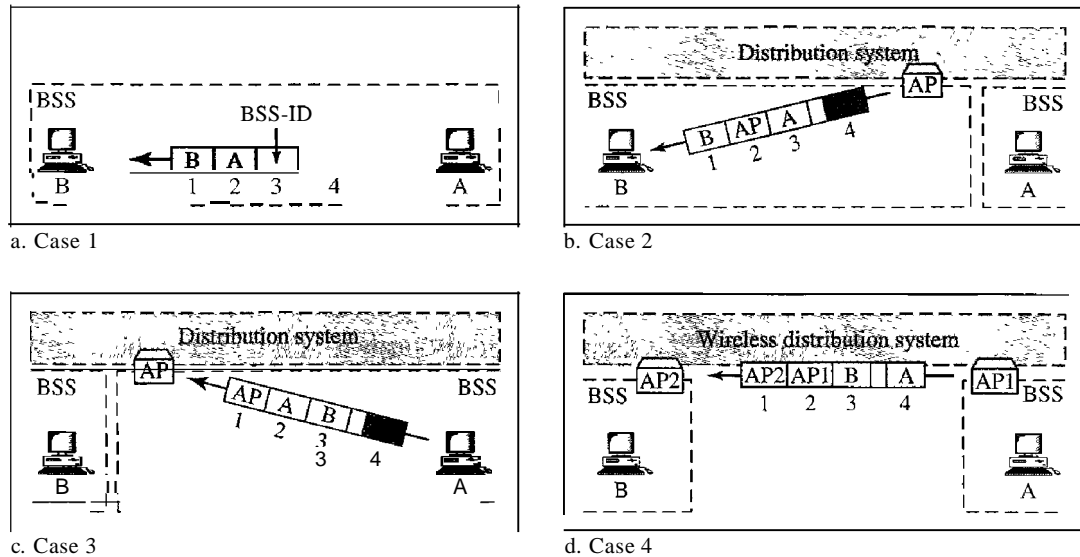 BSS
BSS-ID
B A
1 2 3 4
B
A
a. Case 1
Distribution system
BSS
AP
BSS
B AP A
1 2 3 4
B
A
b. Case 2
Distribution system
AP
BSS
BSS
AP A B
1 2 3 4
3
B
A
c. Case 3
Wireless distribution system
AP2
AP2 AP1 B A
AP1
BSS
BSS
1 2 3 4
B
A
d. Case 4